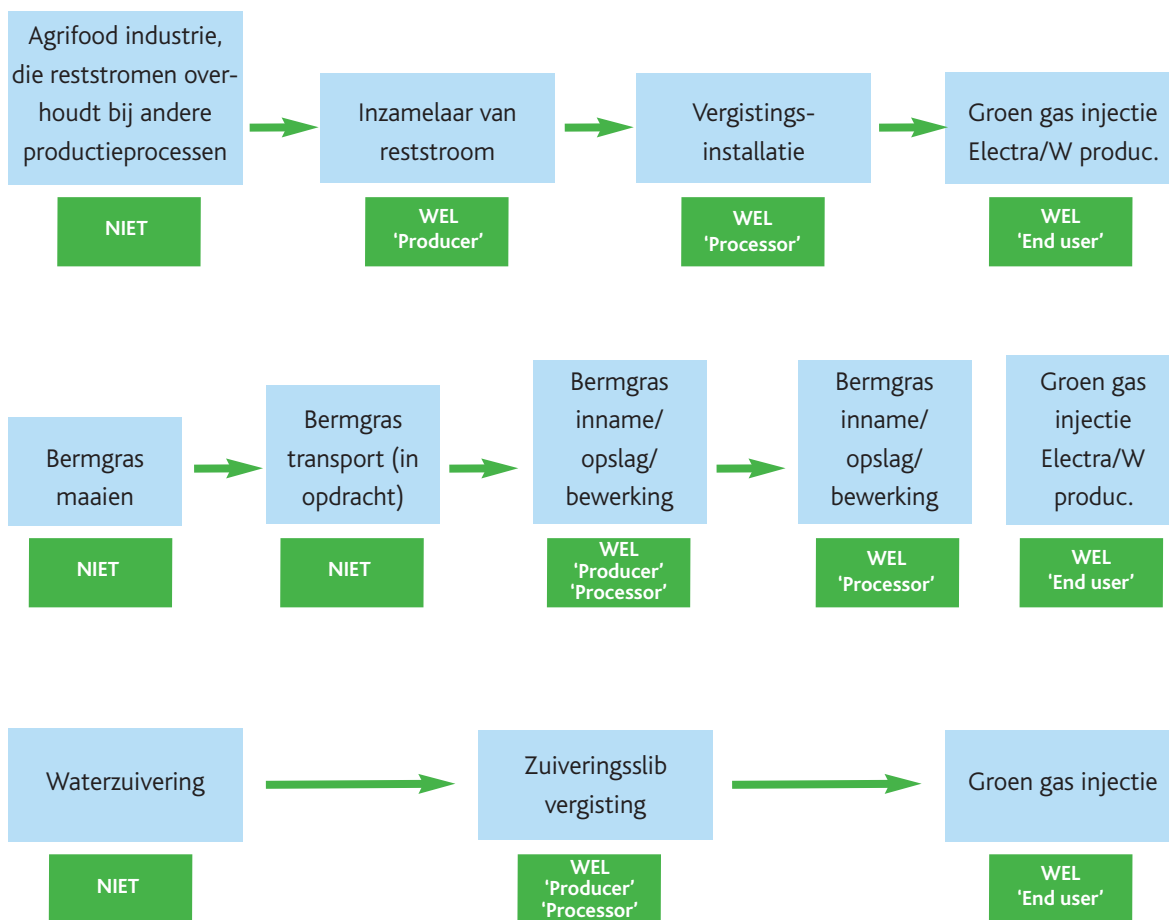 Agrifood industrie,
die reststromen over-
houdt bij andere
productieprocessen
Inzamelaar van
reststroom
Vergistings-
installatie
Groen gas injectie
Electra/W produc.
NIET
WEL
‘Producer’
WEL
‘Processor’
WEL
‘End user’
Bermgras
maaien
Bermgras
transport (in
opdracht)
Bermgras
inname/
opslag/
bewerking
Bermgras
inname/
opslag/
bewerking
Groen gas
injectie
Electra/W
produc.
NIET
NIET
WEL
‘Producer’
‘Processor’
WEL
‘Processor’
WEL
‘End user’
Waterzuivering
Zuiveringsslib
vergisting
Groen gas injectie
NIET
WEL
‘Producer’
‘Processor’
WEL
‘End user’